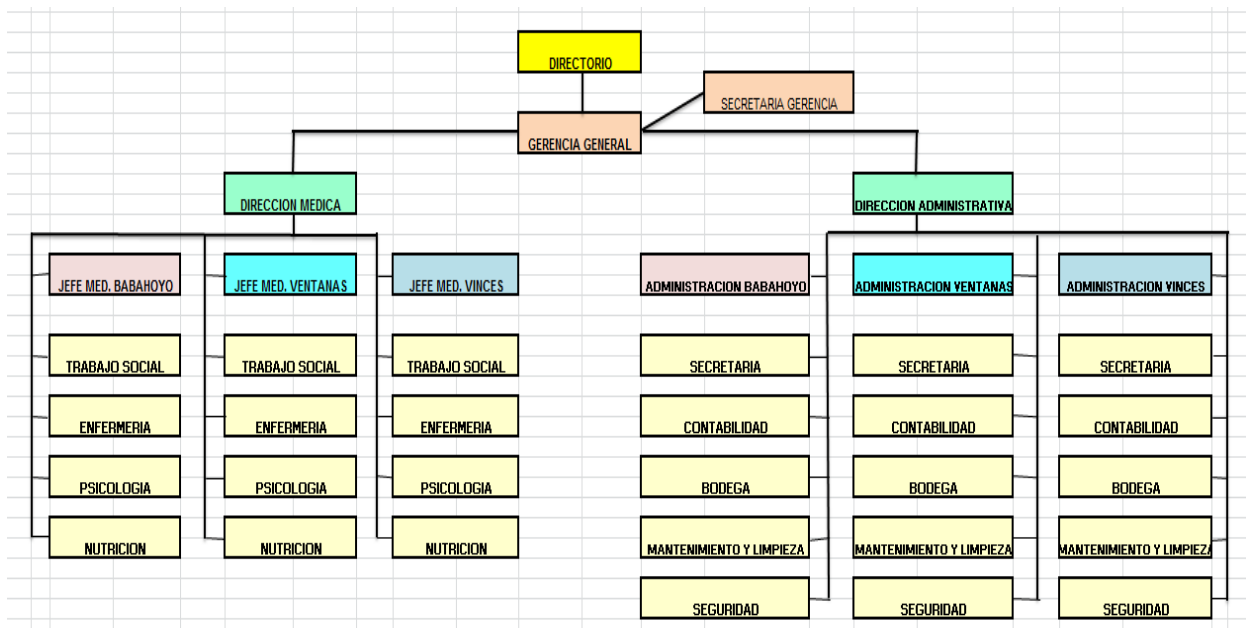 DIRECTORIO
SECRETARIA GERENCIA
GERENCIA GENERAL
DIRECCION MEDICA
DIRECCION ADMINISTRATIVA
JEFE MED. BABAHOYO
JEFE MED. VENTANAS
JEFE MED. VINCES
ADMINISTRACION BABAHOYO
ADMINISTRACION VENTANAS
ADMINISTRACION VINCES
TRABAJO SOCIAL
TRABAJO SOCIAL
TRABAJO SOCIAL
SECRETARIA
SECRETARIA
SECRETARIA
ENFERMERIA
ENFERMERIA
ENFERMERIA
CONTABILIDAD
CONTABILIDAD
CONTABILIDAD
PSICOLOGIA
PSICOLOGIA
PSICOLOGIA
BODEGA
BODEGA
BODEGA
NUTRICION
NUTRICION
NUTRICION
MANTENIMIENTO Y LIMPIEZA
MANTENIMIENTO Y LIMPIEZA
MANTENIMIENTO Y LIMPIEZA
SEGURIDAD
SEGURIDAD
SEGURIDAD